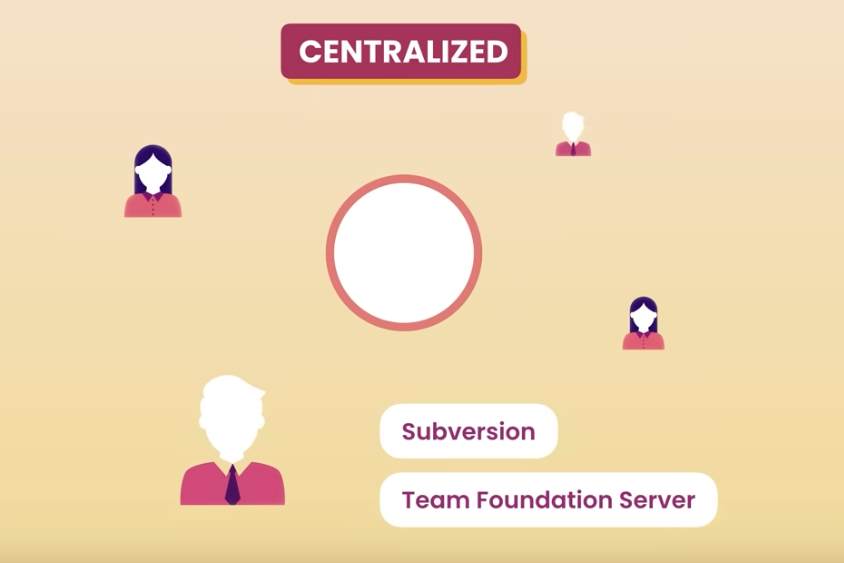 CENTRALIZED
Subversion
Team Foundation Server